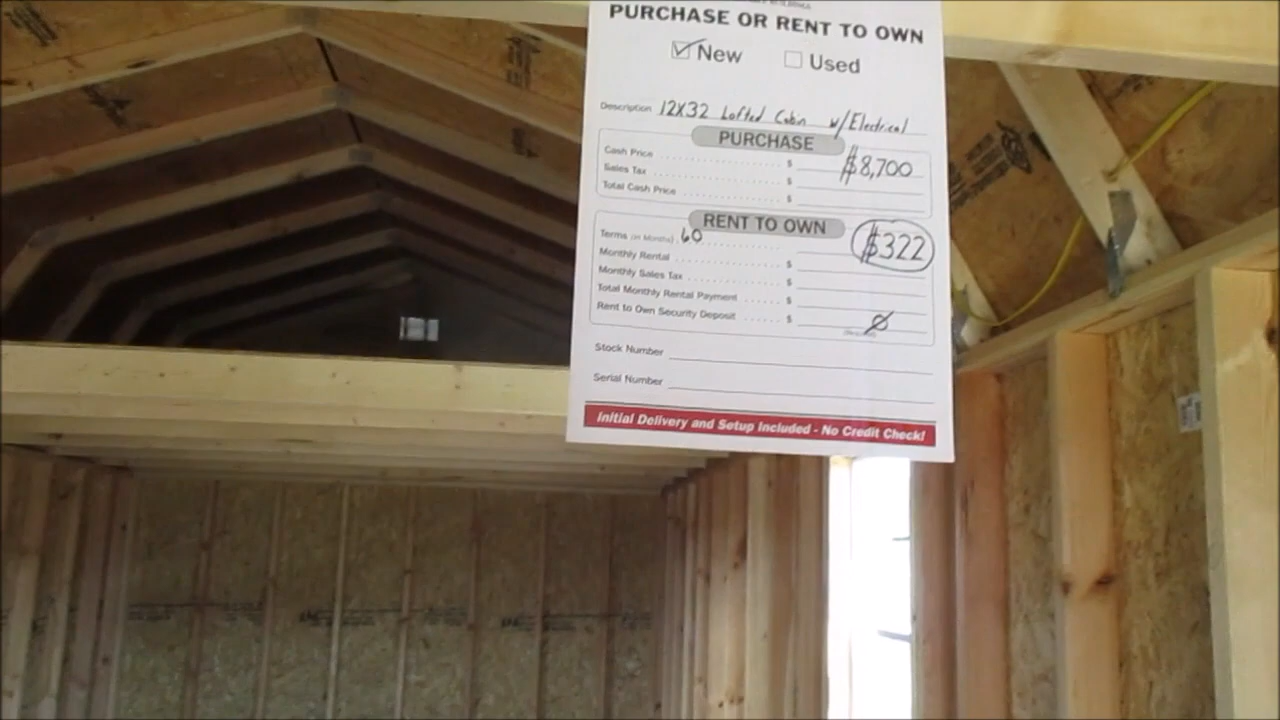 PURCHASE OR RENT TO OWN
New Used
Description 12X32 Lofted Cabin w/Electrical
PURCHASE
Cash Price $ $8,700
Sales Tax $
Total Cash Price $
RENT TO OWN
Terms (in Months) 60
$322
Monthly Rental $
Monthly Sales Tax $
Total Monthly Rental Payment $
Rent to Own Security Deposit $ Ø
Stock Number
Serial Number
Initial Delivery and Setup Included - No Credit Check!